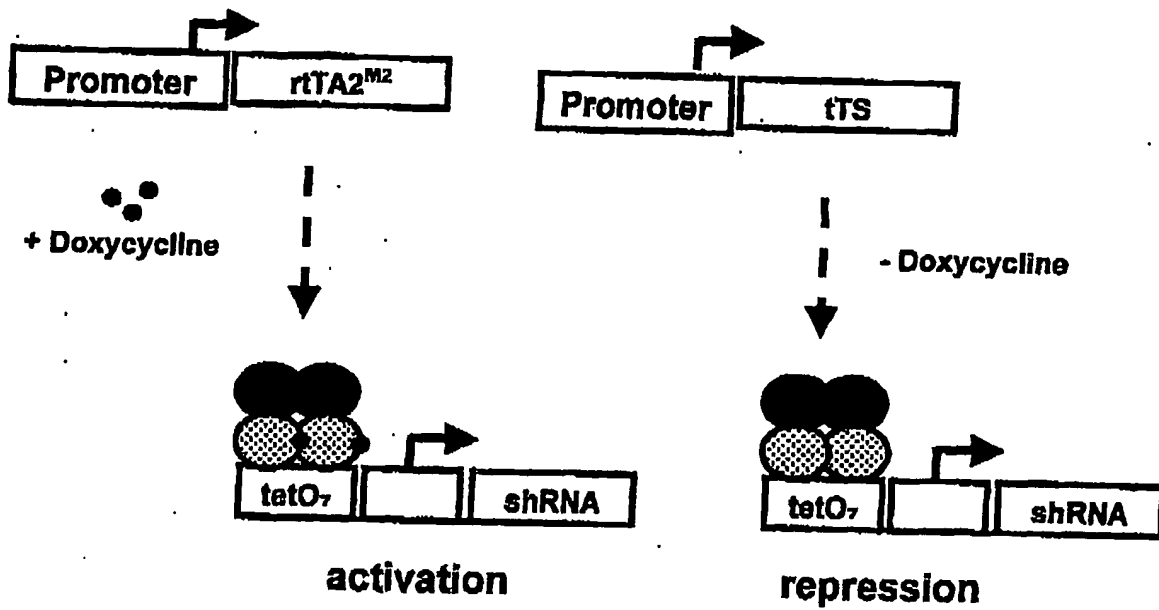 Promoter rtTA2ᴹ²
Promoter tTS
+ Doxycycline
- Doxycycline
tetO₇ shRNA
tetO₇ shRNA
activation
repression